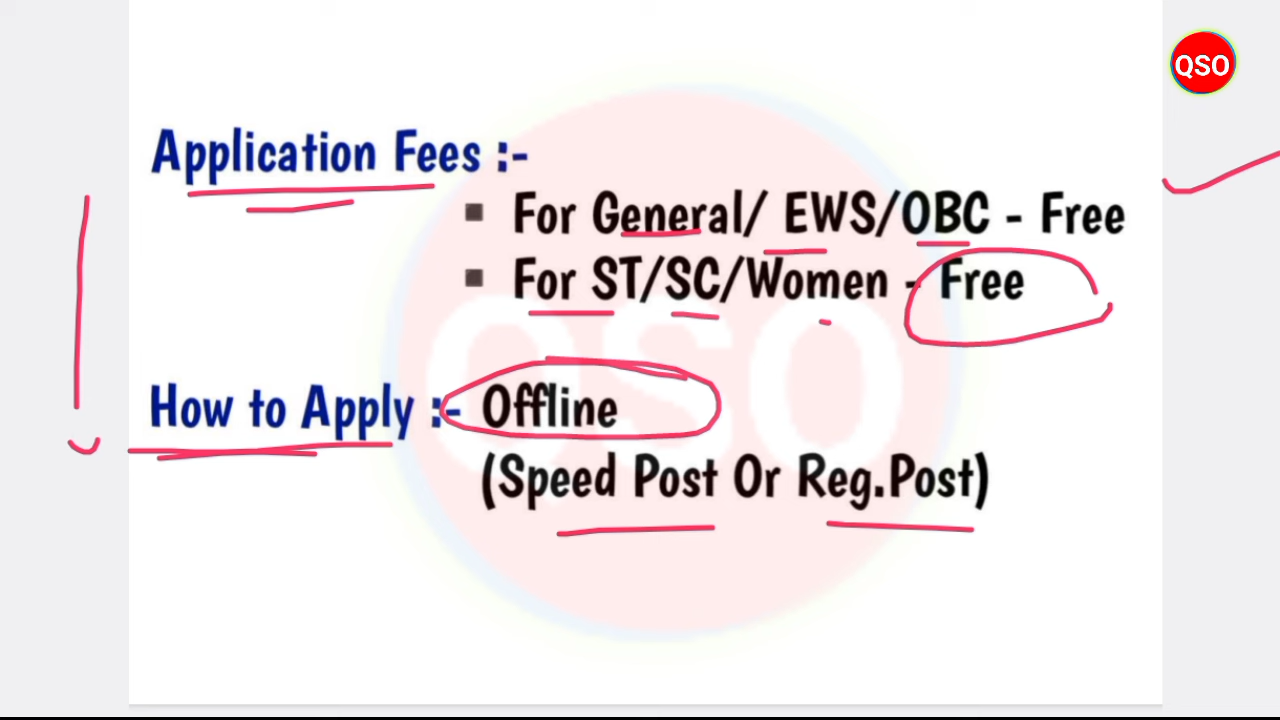 QSO
Application Fees :-
▪ For General/ EWS/OBC - Free
▪ For ST/SC/Women - Free
QSO
How to Apply :- Offline
(Speed Post Or Reg.Post)